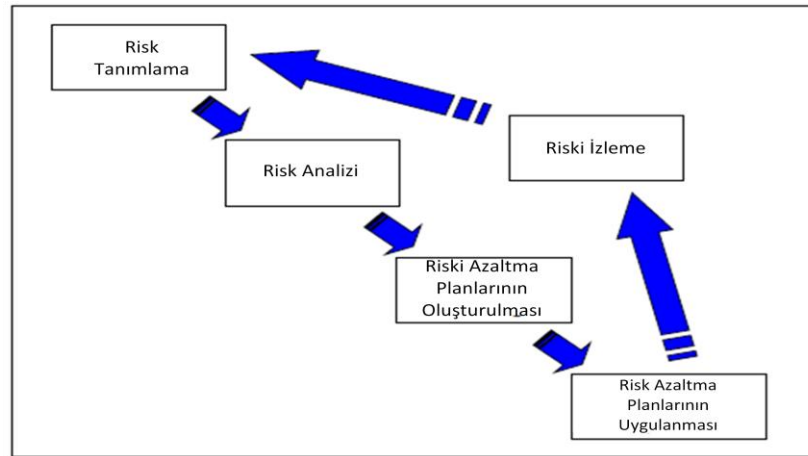 Risk
Tanımlama
Risk Analizi
Riski İzleme
Riski Azaltma
Planlarının
Oluşturulması
Risk Azaltma
Planlarının
Uygulanması